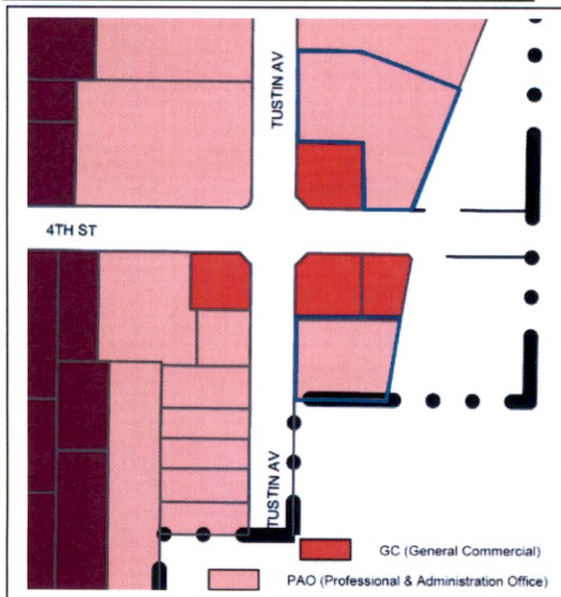 TUSTIN AV
4TH ST
TUSTIN AV
GC (General Commercial)
PAO (Professional & Administration Office)